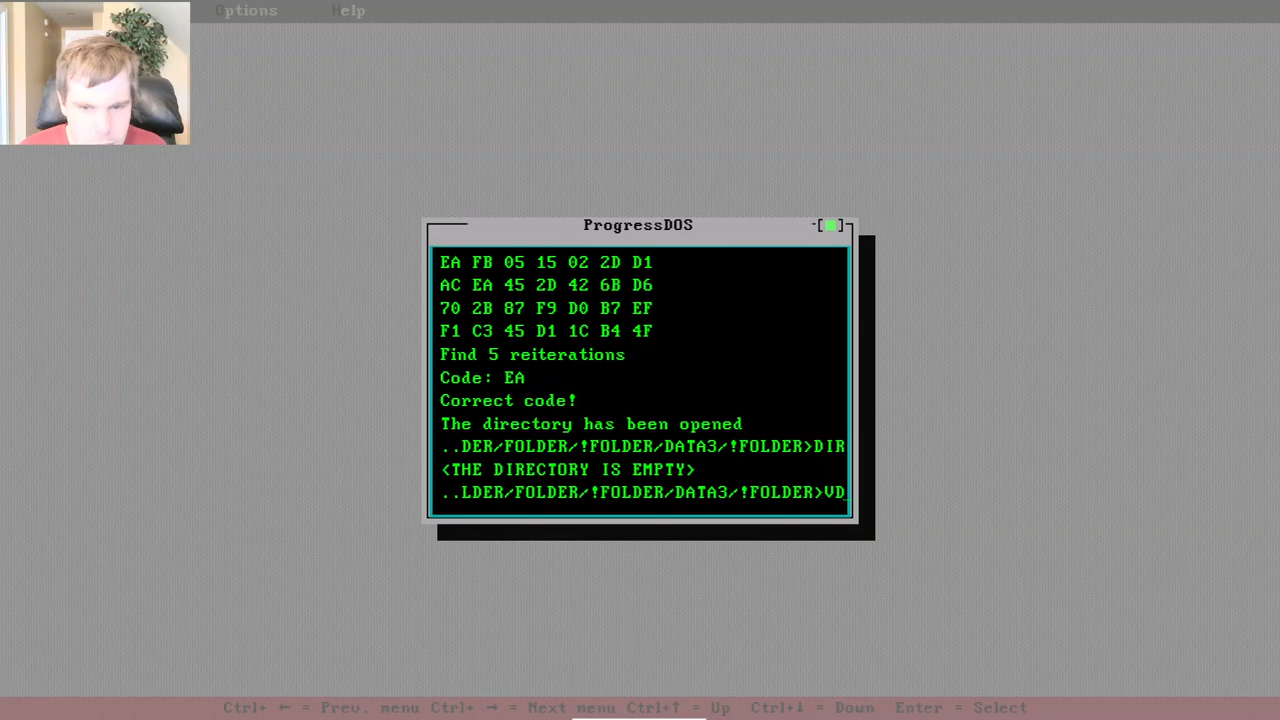 Options Help
ProgressDOS
EA FB 05 15 02 2D D1
AC EA 45 2D 42 6B D6
70 2B 87 F9 D0 B7 EF
F1 C3 45 D1 1C B4 4F
Find 5 reiterations
Code: EA
Correct code!
The directory has been opened
..DER/FOLDER/!FOLDER/DATA3/!FOLDER>DIR
<THE DIRECTORY IS EMPTY>
..LDER/FOLDER/!FOLDER/DATA3/!FOLDER>VD_
Ctrl+ ← = Prev. menu Ctrl+ → = Next menu Ctrl+↑ = Up Ctrl+↓ = Down Enter = Select